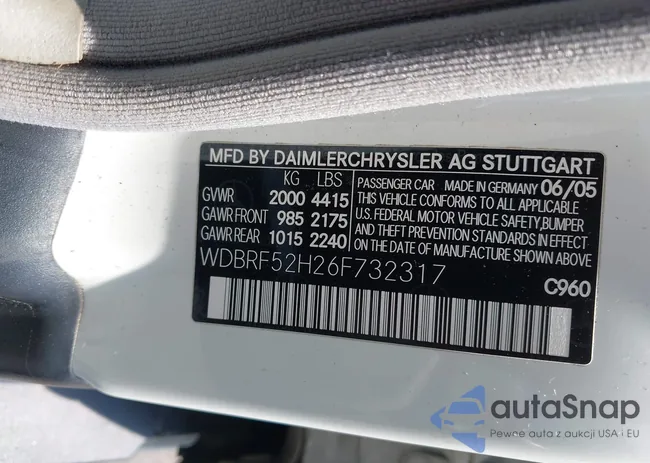 MFD BY DAIMLERCHRYSLER AG STUTTGART
KG LBS
GVWR 2000 4415
GAWR FRONT 985 2175
GAWR REAR 1015 2240
PASSENGER CAR MADE IN GERMANY 06/05
THIS VEHICLE CONFORMS TO ALL APPLICABLE
U.S. FEDERAL MOTOR VEHICLE SAFETY,BUMPER
AND THEFT PREVENTION STANDARDS IN EFFECT
ON THE DATE OF MANUFACTURE SHOWN ABOVE
WDBRF52H26F732317
C960
autaSnap
Pewne auta z aukcji USA i EU